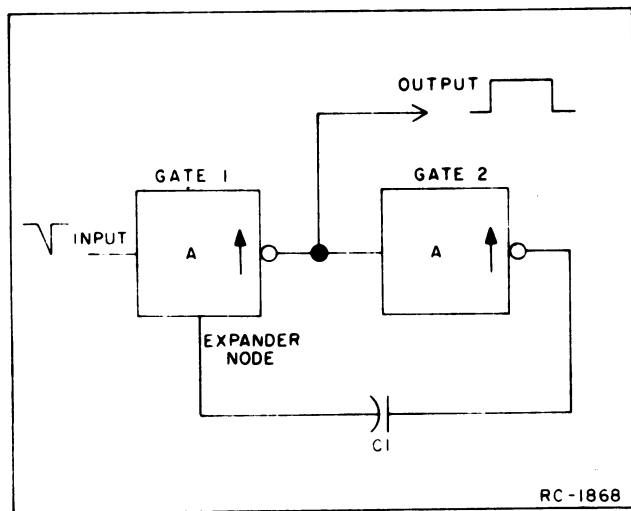 OUTPUT
GATE 1
GATE 2
INPUT
A
A
EXPANDER
NODE
C1
RC-1868